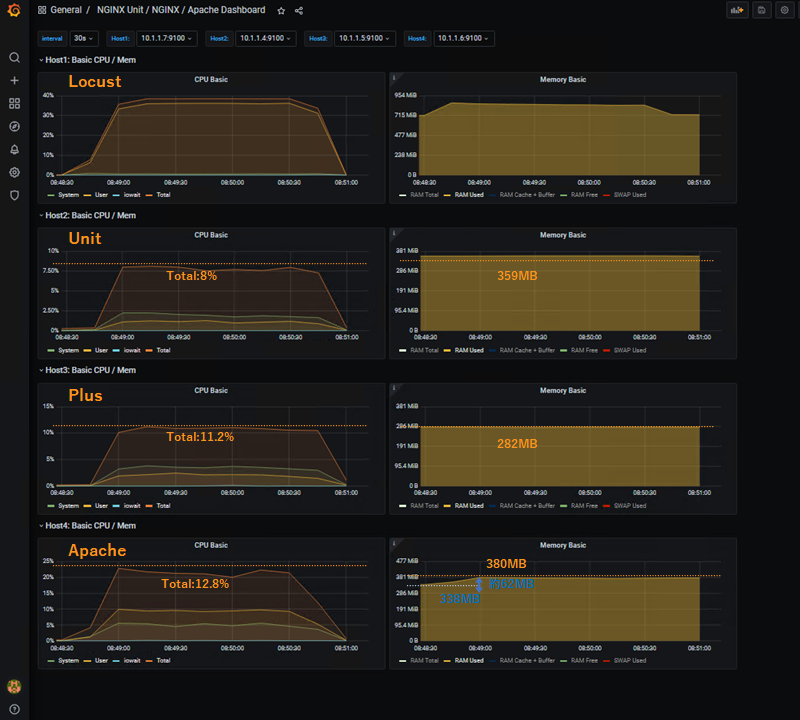 General / NGINX Unit / NGINX / Apache Dashboard
interval 30s Host1: 10.1.1.7:9100 Host2: 10.1.1.4:9100 Host3: 10.1.1.5:9100 Host4: 10.1.1.6:9100
Host1: Basic CPU / Mem
Locust
CPU Basic
40%
30%
20%
10%
0%
08:48:30 08:49:00 08:49:30 08:50:00 08:50:30 08:51:00
System User iowait Total
Memory Basic
954 MiB
715 MiB
477 MiB
238 MiB
0 B
08:48:30 08:49:00 08:49:30 08:50:00 08:50:30 08:51:00
RAM Total RAM Used RAM Cache + Buffer RAM Free SWAP Used
Host2: Basic CPU / Mem
Unit
CPU Basic
10%
7.50%
5%
2.50%
0%
Total:8%
08:48:30 08:49:00 08:49:30 08:50:00 08:50:30 08:51:00
System User iowait Total
Memory Basic
381 MiB
286 MiB
191 MiB
95.4 MiB
0 B
359MB
08:48:30 08:49:00 08:49:30 08:50:00 08:50:30 08:51:00
RAM Total RAM Used RAM Cache + Buffer RAM Free SWAP Used
Host3: Basic CPU / Mem
Plus
CPU Basic
15%
10%
5%
0%
Total:11.2%
08:48:30 08:49:00 08:49:30 08:50:00 08:50:30 08:51:00
System User iowait Total
Memory Basic
381 MiB
286 MiB
191 MiB
95.4 MiB
0 B
282MB
08:48:30 08:49:00 08:49:30 08:50:00 08:50:30 08:51:00
RAM Total RAM Used RAM Cache + Buffer RAM Free SWAP Used
Host4: Basic CPU / Mem
Apache
CPU Basic
25%
20%
15%
10%
5%
0%
Total:12.8%
08:48:30 08:49:00 08:49:30 08:50:00 08:50:30 08:51:00
System User iowait Total
Memory Basic
477 MiB
381 MiB
286 MiB
191 MiB
95.4 MiB
0 B
380MB
338MB
08:48:30 08:49:00 08:49:30 08:50:00 08:50:30 08:51:00
RAM Total RAM Used RAM Cache + Buffer RAM Free SWAP Used